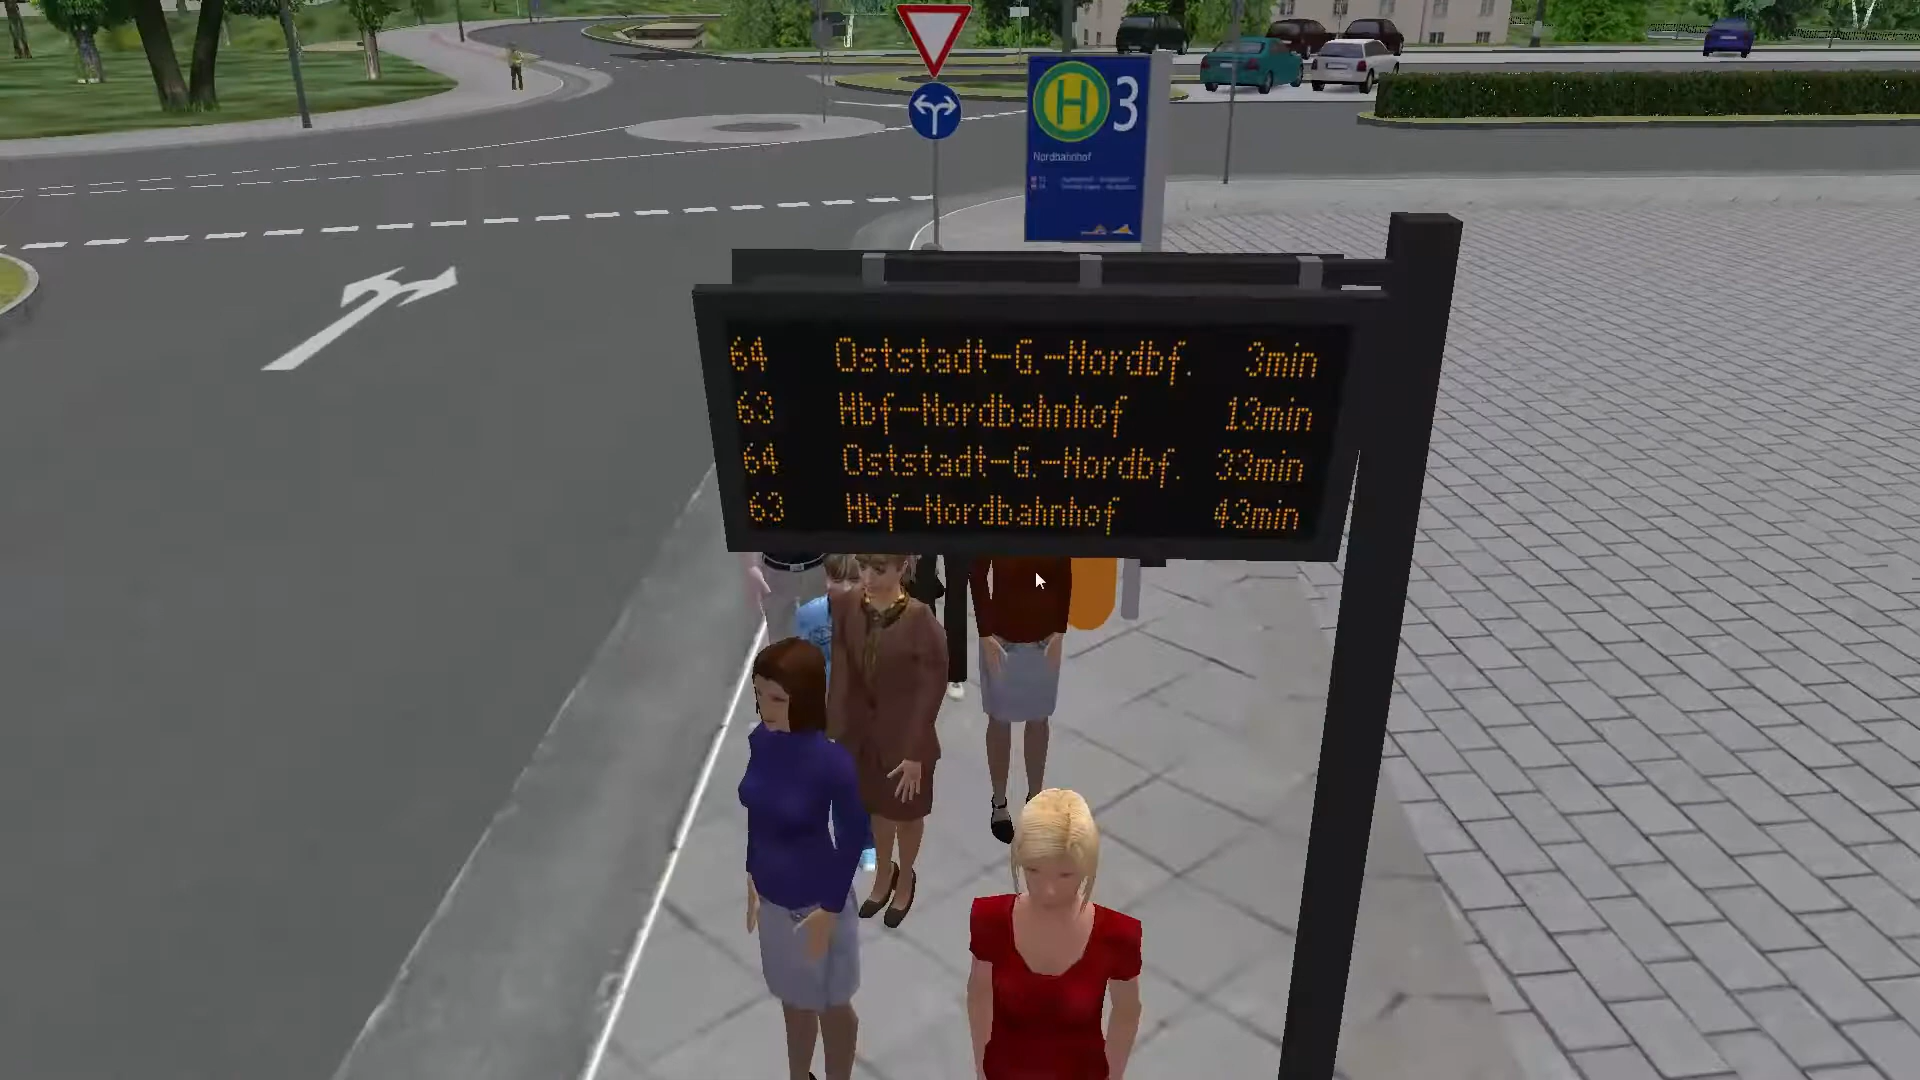 H 3
Nordbahnhof
64 Oststadt-G.-Nordbf. 3min
63 Hbf-Nordbahnhof 13min
64 Oststadt-G.-Nordbf. 33min
63 Hbf-Nordbahnhof 43min